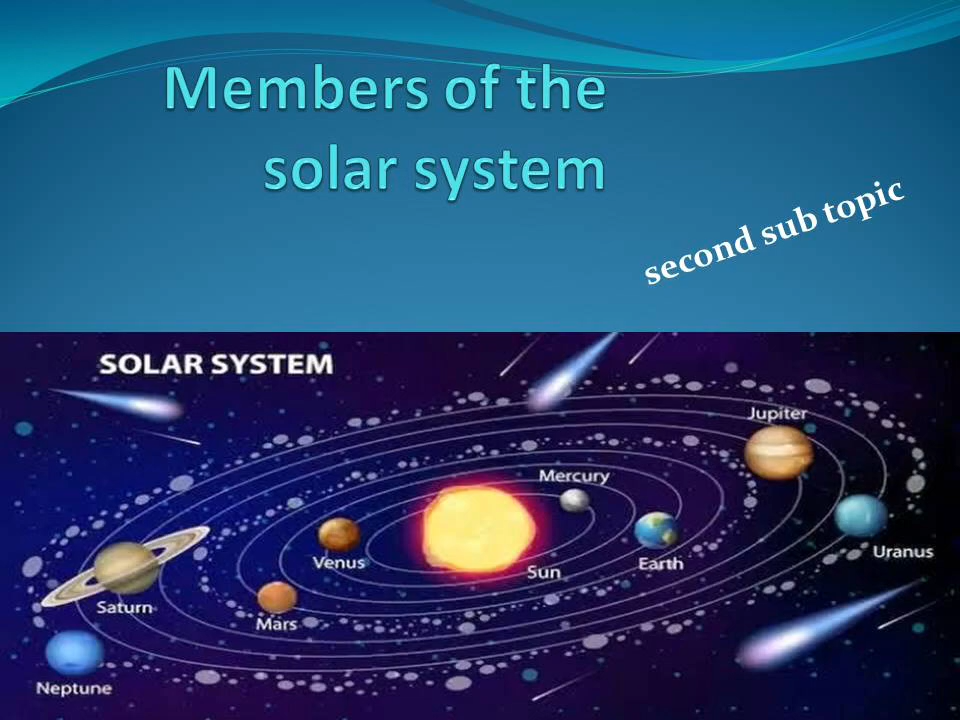 Members of the
solar system
second sub topic
SOLAR SYSTEM
Jupiter
Mercury
Uranus
Venus
Earth
Sun
Saturn
Mars
Neptune